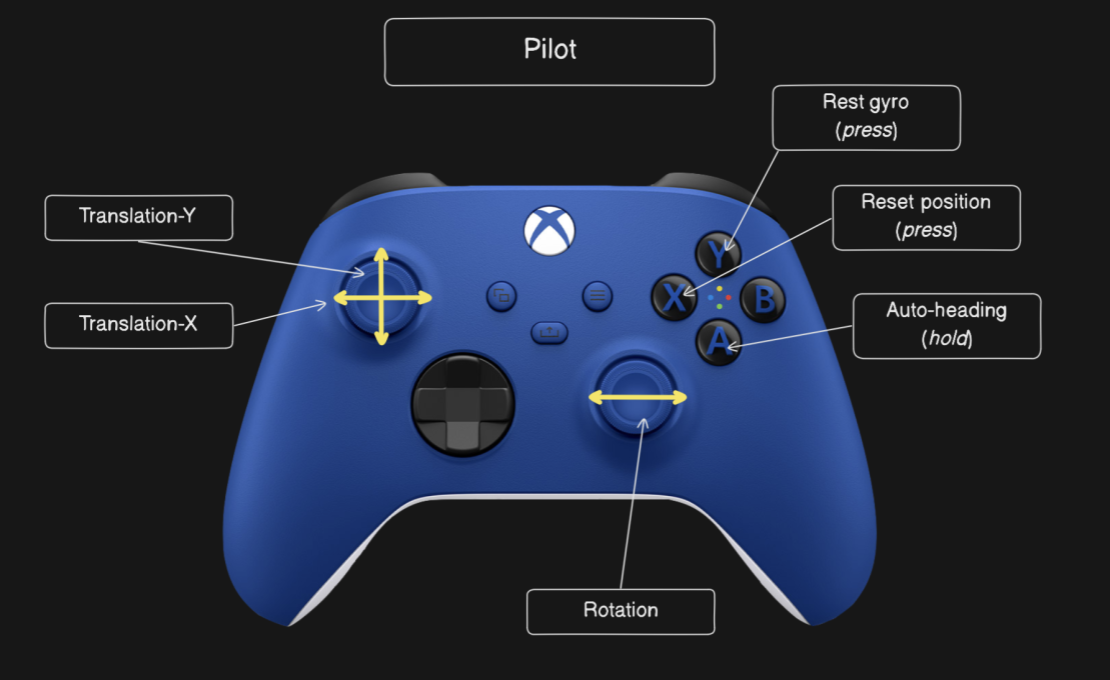 Pilot
Rest gyro
(press)
Translation-Y
Reset position
(press)
Y
X
B
A
Translation-X
Auto-heading
(hold)
Rotation